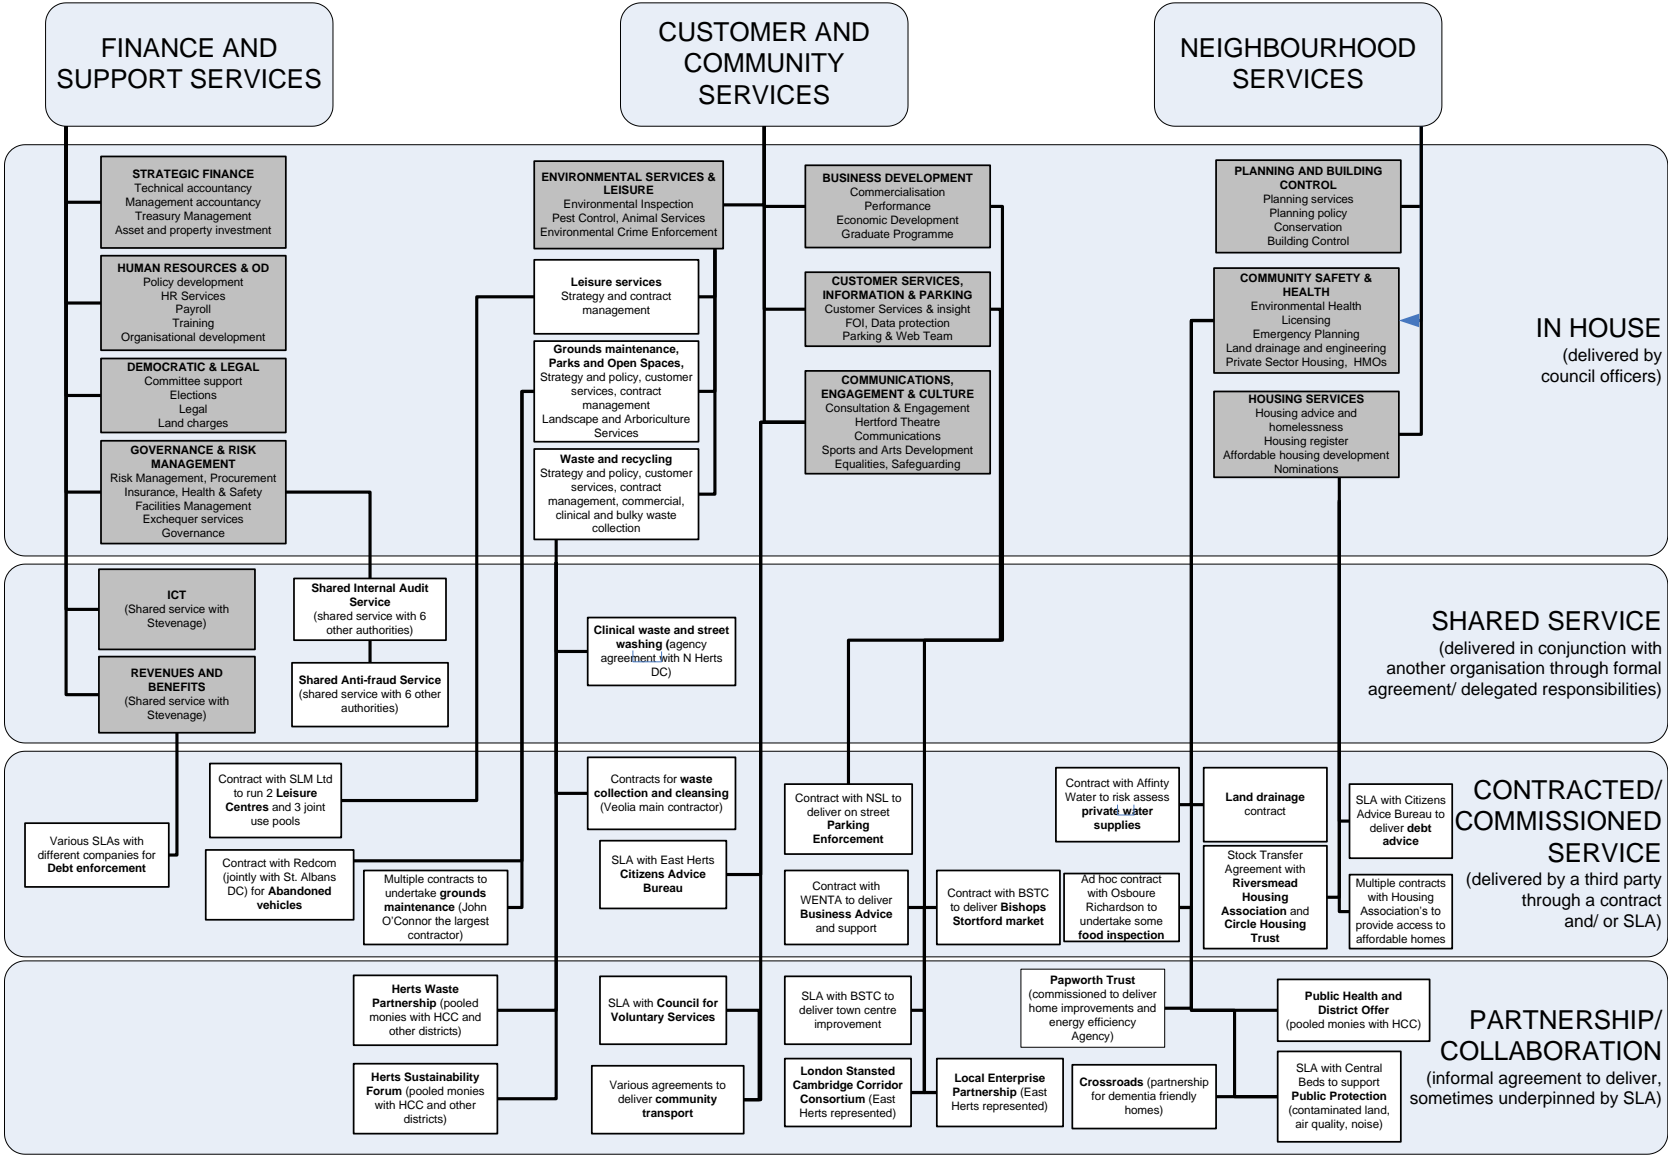 FINANCE AND
SUPPORT SERVICES
CUSTOMER AND
COMMUNITY
SERVICES
NEIGHBOURHOOD
SERVICES
STRATEGIC FINANCE
Technical accountancy
Management accountancy
Treasury Management
Asset and property investment
HUMAN RESOURCES & OD
Policy development
HR Services
Payroll
Training
Organisational development
DEMOCRATIC & LEGAL
Committee support
Elections
Legal
Land charges
GOVERNANCE & RISK
MANAGEMENT
Risk Management, Procurement
Insurance, Health & Safety
Facilities Management
Exchequer services
Governance
ENVIRONMENTAL SERVICES &
LEISURE
Environmental Inspection
Pest Control, Animal Services
Environmental Crime Enforcement
Leisure services
Strategy and contract
management
Grounds maintenance,
Parks and Open Spaces,
Strategy and policy, customer
services, contract
management
Landscape and Arboriculture
Services
Waste and recycling
Strategy and policy, customer
services, contract
management, commercial,
clinical and bulky waste
collection
BUSINESS DEVELOPMENT
Commercialisation
Performance
Economic Development
Graduate Programme
CUSTOMER SERVICES,
INFORMATION & PARKING
Customer Services & insight
FOI, Data protection
Parking & Web Team
COMMUNICATIONS,
ENGAGEMENT & CULTURE
Consultation & Engagement
Hertford Theatre
Communications
Sports and Arts Development
Equalities, Safeguarding
PLANNING AND BUILDING
CONTROL
Planning services
Planning policy
Conservation
Building Control
COMMUNITY SAFETY &
HEALTH
Environmental Health
Licensing
Emergency Planning
Land drainage and engineering
Private Sector Housing, HMOs
HOUSING SERVICES
Housing advice and
homelessness
Housing register
Affordable housing development
Nominations
IN HOUSE
(delivered by
council officers)
ICT
(Shared service with
Stevenage)
REVENUES AND
BENEFITS
(Shared service with
Stevenage)
Shared Internal Audit
Service
(shared service with 6
other authorities)
Shared Anti-fraud Service
(shared service with 6 other
authorities)
Clinical waste and street
washing (agency
agreement with N Herts
DC)
SHARED SERVICE
(delivered in conjunction with
another organisation through formal
agreement/ delegated responsibilities)
Various SLAs with
different companies for
Debt enforcement
Contract with SLM Ltd
to run 2 Leisure
Centres and 3 joint
use pools
Contract with Redcom
(jointly with St. Albans
DC) for Abandoned
vehicles
Multiple contracts to
undertake grounds
maintenance (John
O'Connor the largest
contractor)
Contracts for waste
collection and cleansing
(Veolia main contractor)
SLA with East Herts
Citizens Advice
Bureau
Contract with NSL to
deliver on street
Parking
Enforcement
Contract with
WENTA to deliver
Business Advice
and support
Contract with BSTC
to deliver Bishops
Stortford market
Contract with Affinty
Water to risk assess
private water
supplies
Ad hoc contract
with Osboure
Richardson to
undertake some
food inspection
Land drainage
contract
Stock Transfer
Agreement with
Riversmead
Housing
Association and
Circle Housing
Trust
SLA with Citizens
Advice Bureau to
deliver debt
advice
Multiple contracts
with Housing
Association's to
provide access to
affordable homes
CONTRACTED/
COMMISSIONED
SERVICE
(delivered by a third party
through a contract
and/ or SLA)
Herts Waste
Partnership (pooled
monies with HCC and
other districts)
Herts Sustainability
Forum (pooled monies
with HCC and other
districts)
SLA with Council for
Voluntary Services
Various agreements to
deliver community
transport
SLA with BSTC to
deliver town centre
improvement
London Stansted
Cambridge Corridor
Consortium (East
Herts represented)
Local Enterprise
Partnership (East
Herts represented)
Papworth Trust
(commissioned to deliver
home improvements and
energy efficiency
Agency)
Crossroads (partnership
for dementia friendly
homes)
Public Health and
District Offer
(pooled monies with HCC)
SLA with Central
Beds to support
Public Protection
(contaminated land,
air quality, noise)
PARTNERSHIP/
COLLABORATION
(informal agreement to deliver,
sometimes underpinned by SLA)